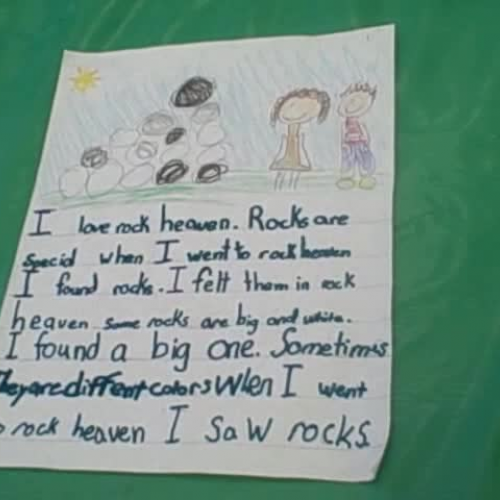 I love rock heaven. Rocks are
special when I went to rock heaven
I found rocks. I felt them in rock
heaven some rocks are big and white.
I found a big one. Sometimes
They are different colors when I went
o rock heaven I saw rocks